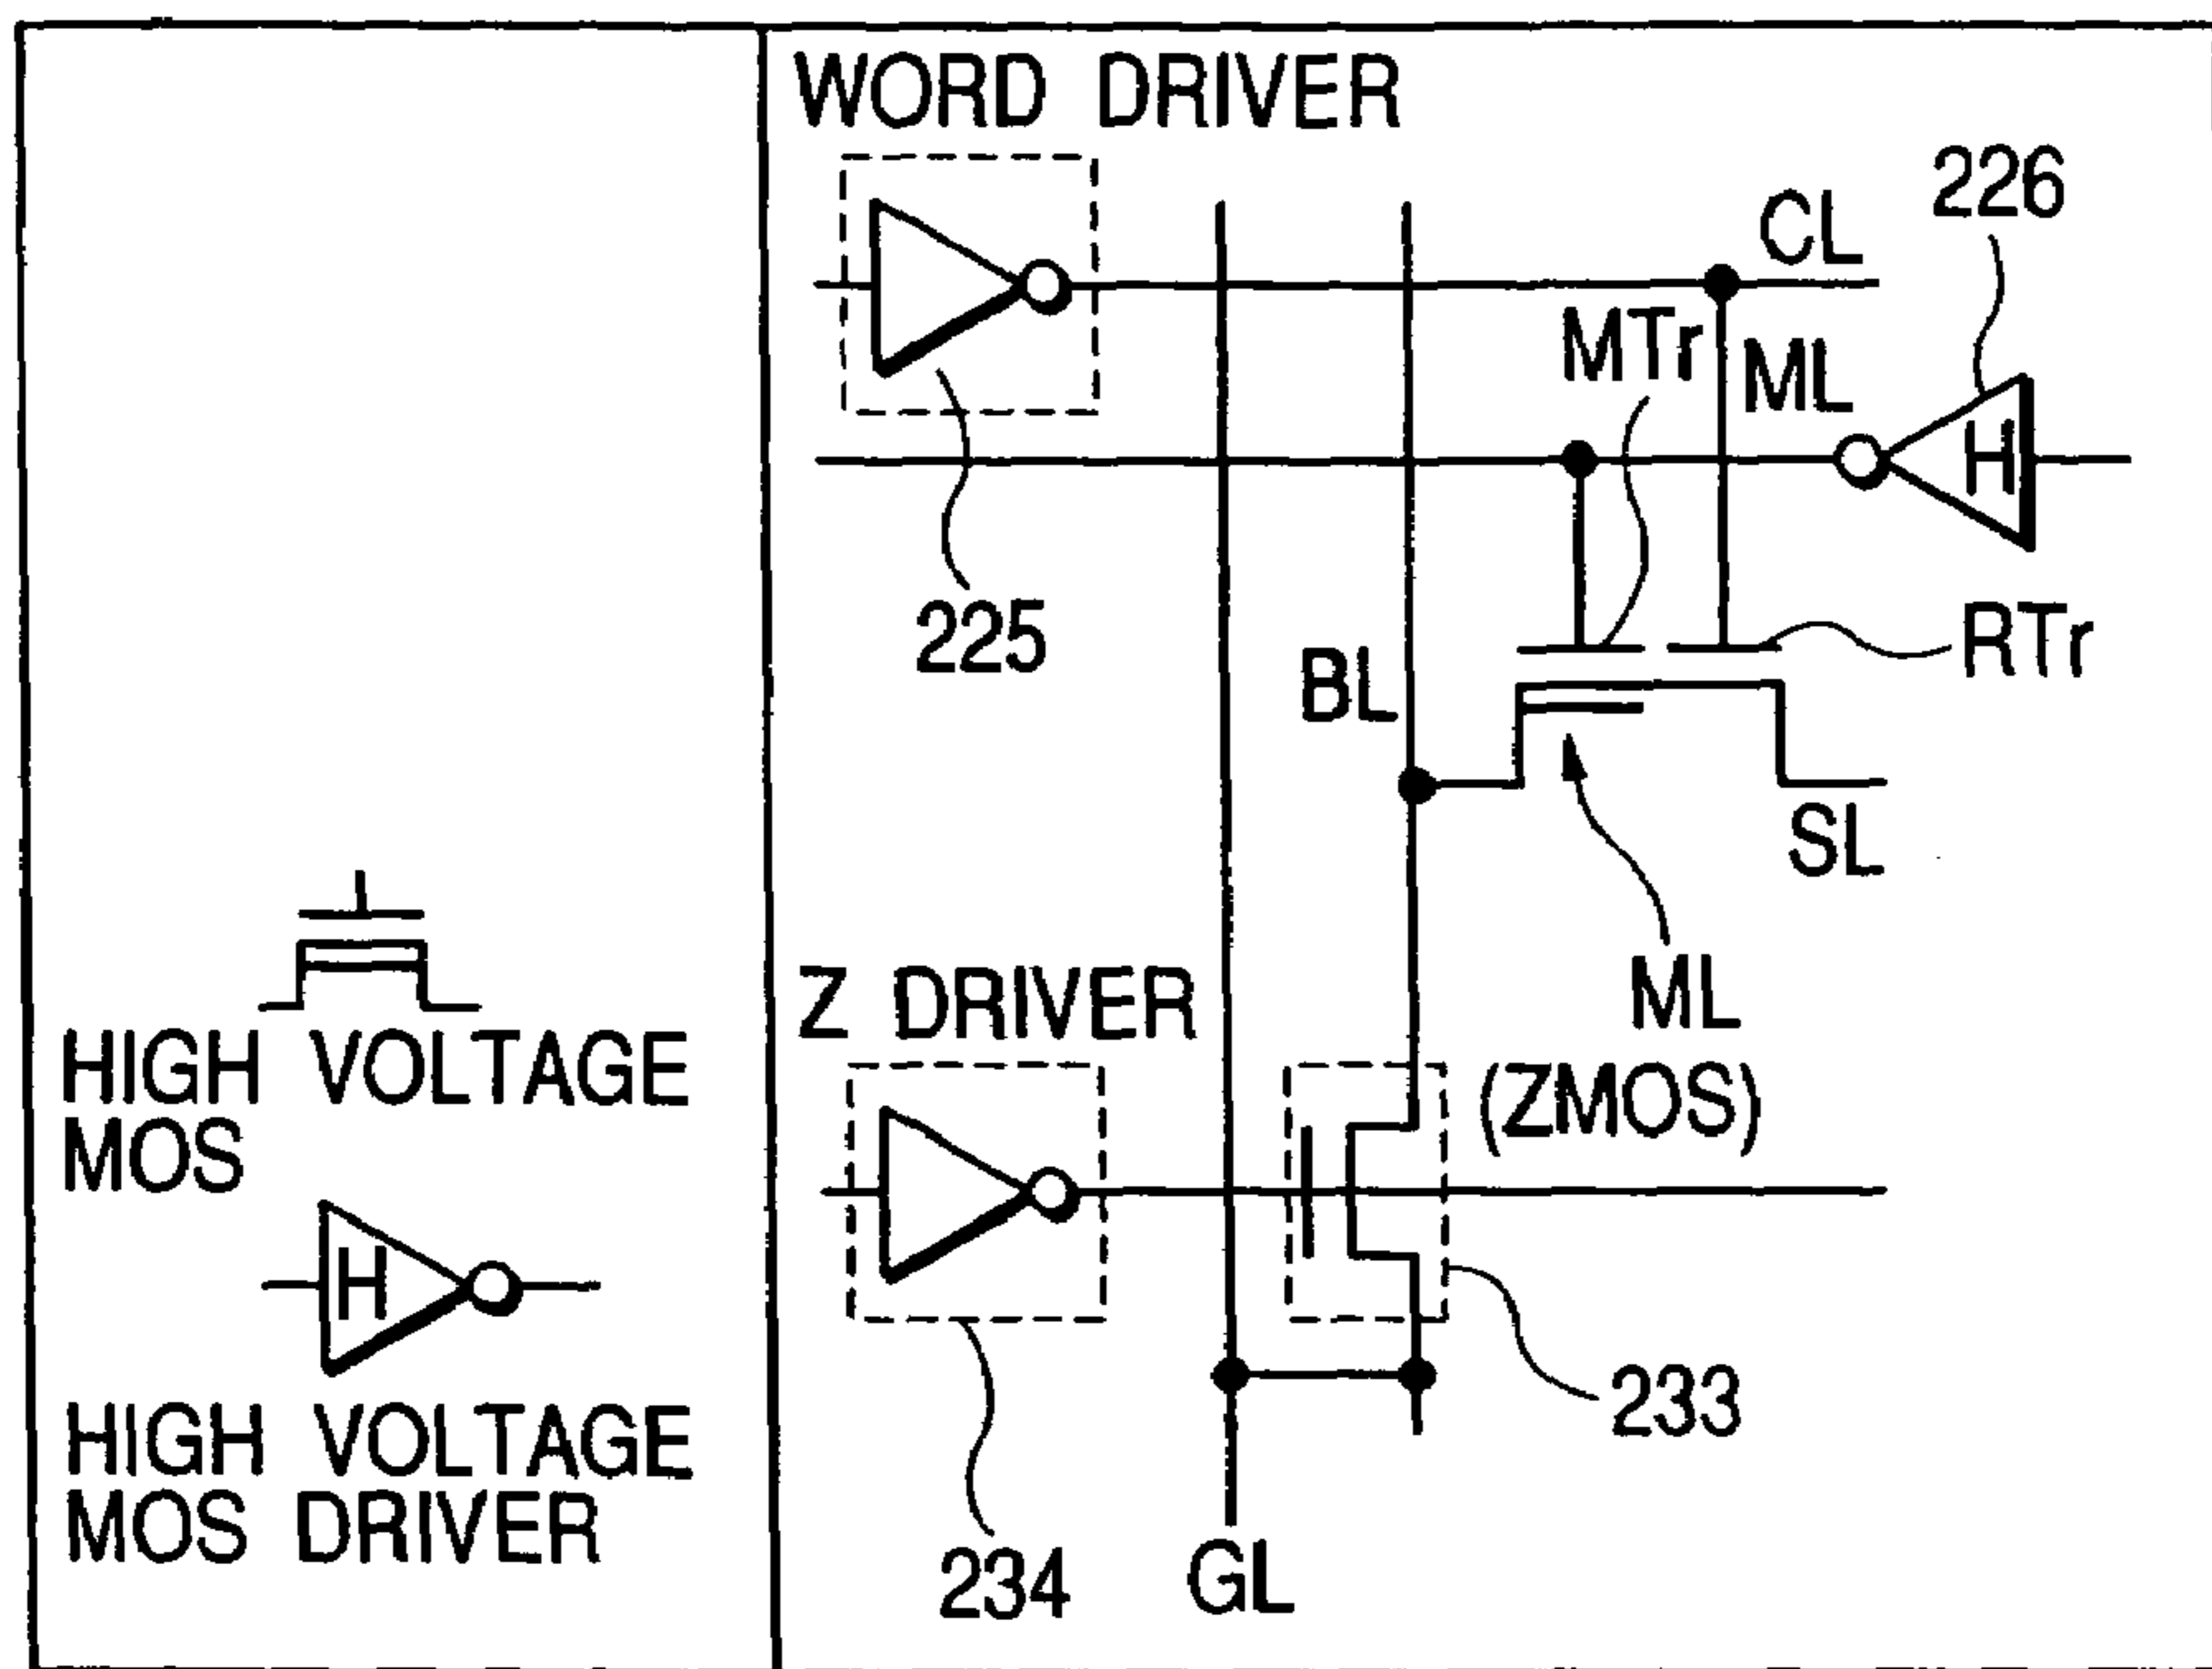 HIGH VOLTAGE
MOS
H
HIGH VOLTAGE
MOS DRIVER
WORD DRIVER
226
CL
MTr
ML
H
225
RTr
BL
SL
ML
(ZMOS)
Z DRIVER
233
234
GL